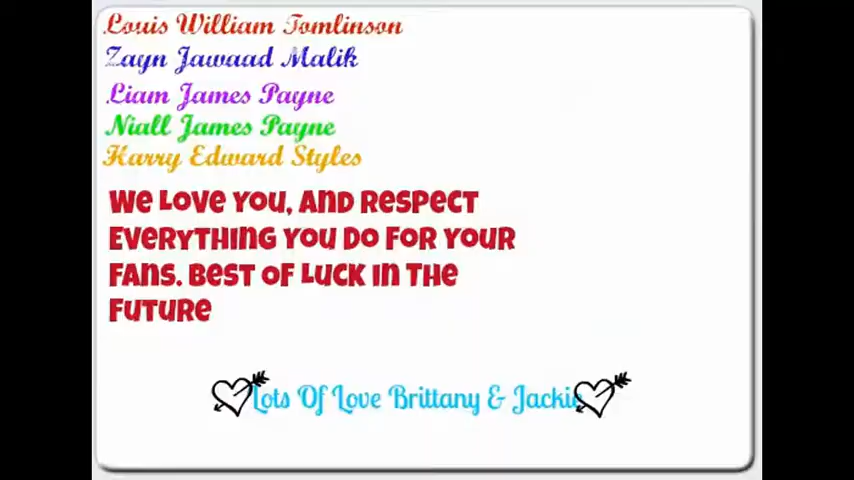 Louis William Tomlinson
Zayn Jawaad Malik
Liam James Payne
Niall James Payne
Harry Edward Styles
We Love You, And Respect
Everything You Do For Your
Fans. Best Of Luck In The
Future
Lots Of Love Brittany & Jackie